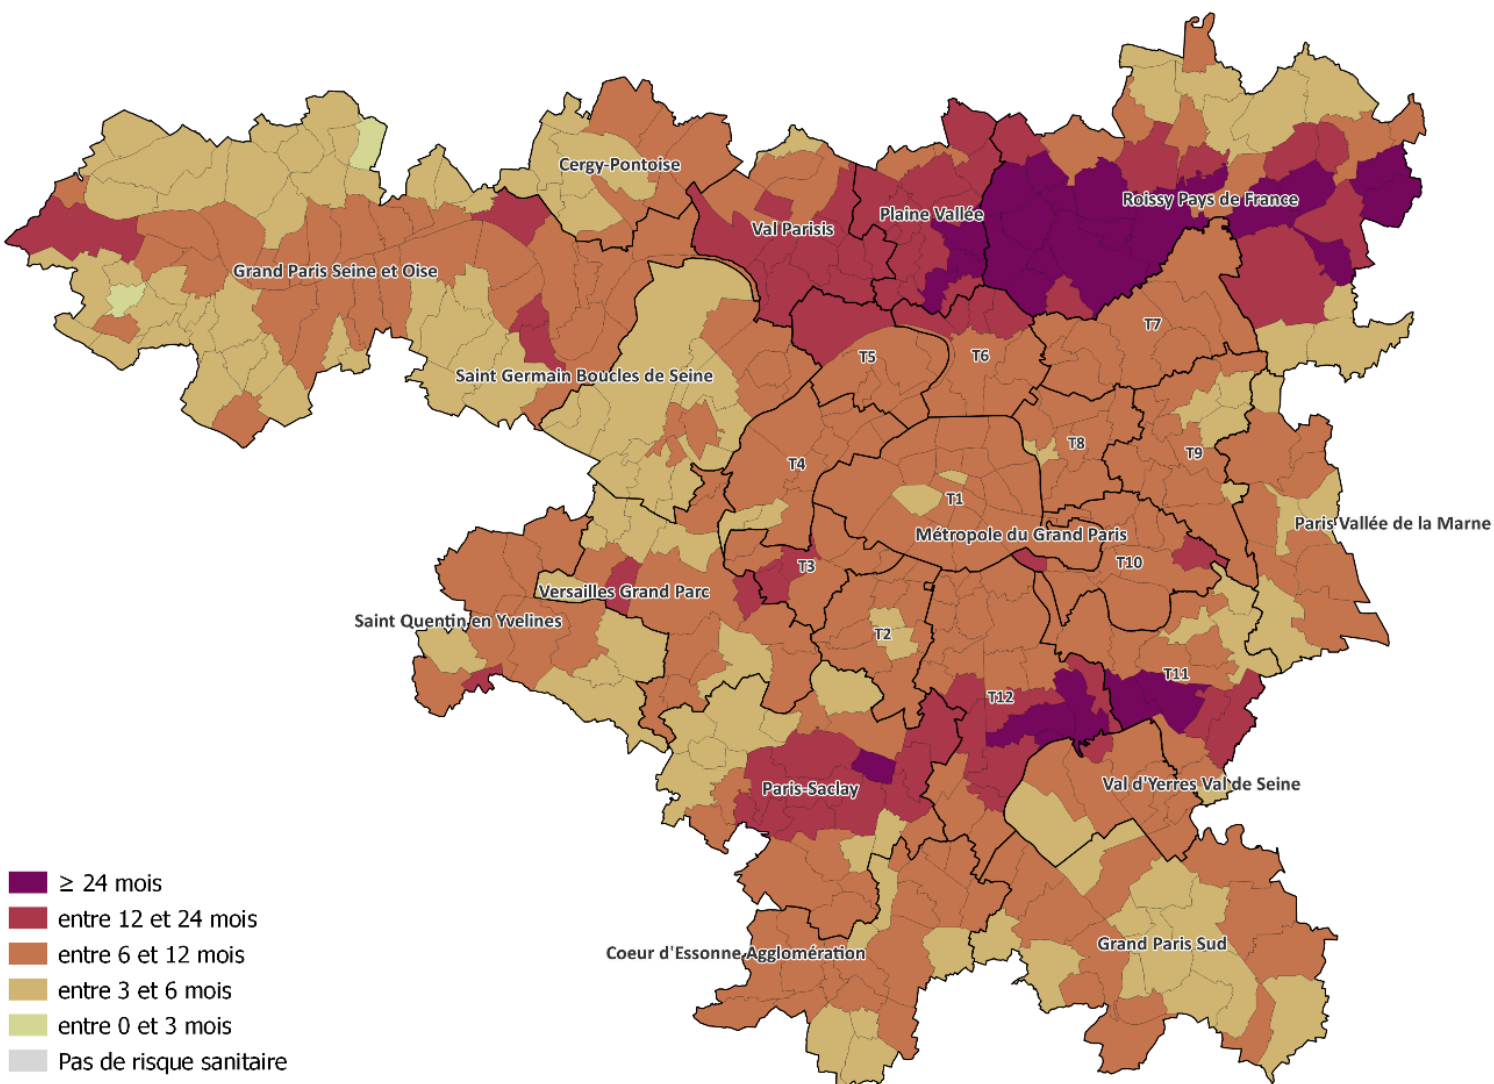 Cergy-Pontoise
Roissy Pays de France
Plaine Vallée
Val Parisis
Grand Paris Seine et Oise
T7
T5
T6
Saint Germain Boucles de Seine
T8
T9
T4
T1
Paris Vallée de la Marne
Métropole du Grand Paris
T3
T10
Versailles Grand Parc
Saint Quentin en Yvelines
T2
T11
T12
Paris-Saclay
Val d'Yerres Val de Seine
Grand Paris Sud
Coeur d'Essonne Agglomération
≥ 24 mois
entre 12 et 24 mois
entre 6 et 12 mois
entre 3 et 6 mois
entre 0 et 3 mois
Pas de risque sanitaire